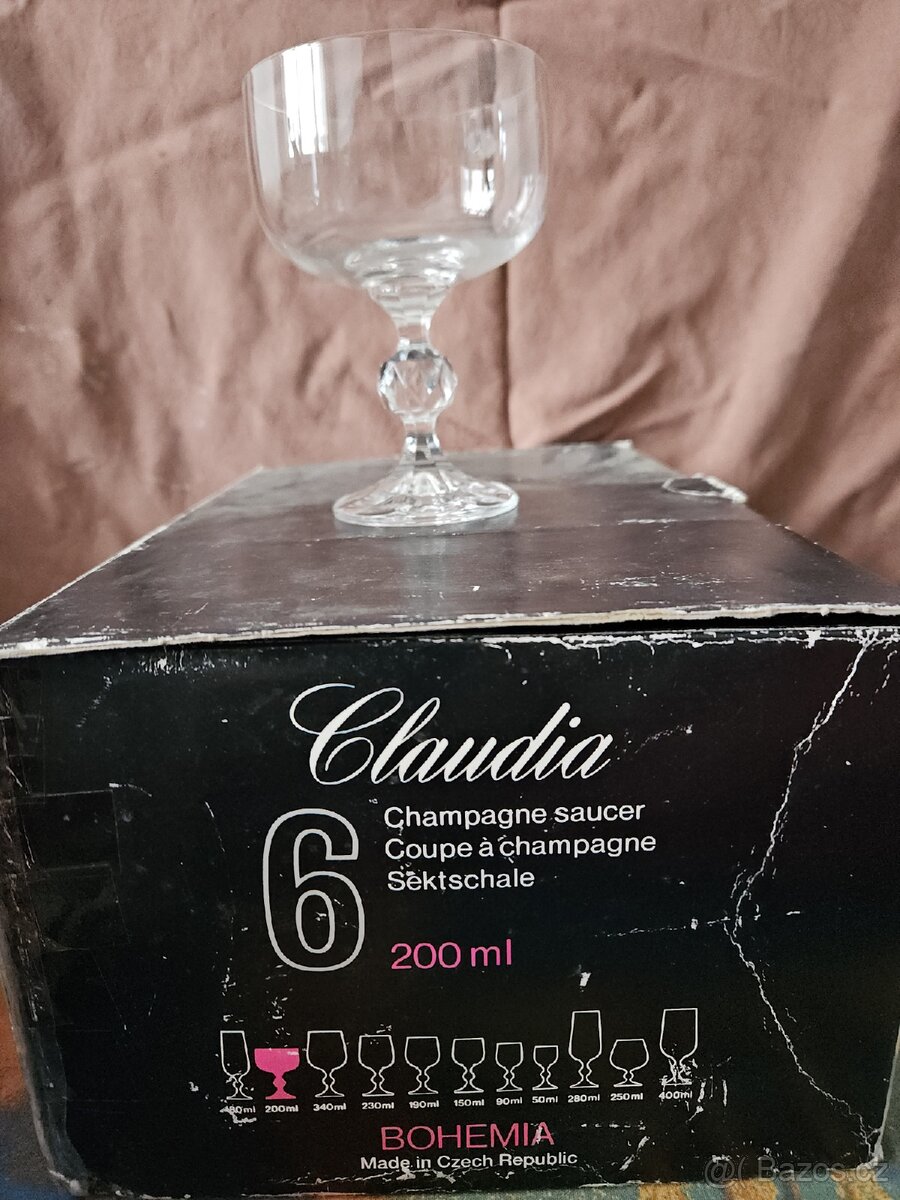 Claudia
6
Champagne saucer
Coupe à champagne
Sektschale
200 ml
180ml 200ml 340ml 230ml 190ml 150ml 90ml 50ml 280ml 250ml 400ml
BOHEMIA
Made in Czech Republic
@( Bazos.cz